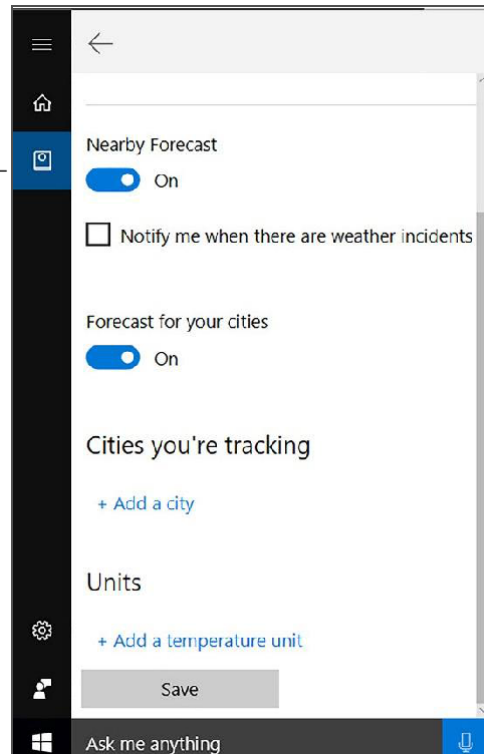 Nearby Forecast
On
Notify me when there are weather incidents
Forecast for your cities
On
Cities you're tracking
+ Add a city
Units
+ Add a temperature unit
Save
Ask me anything